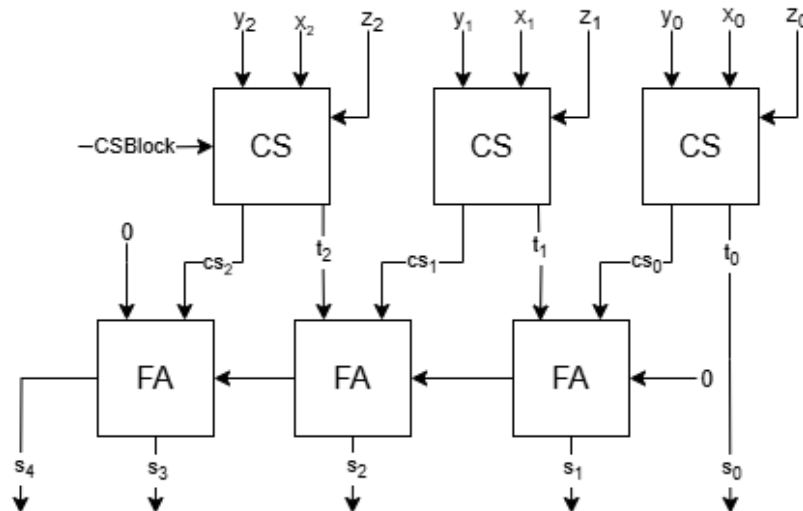 y₂ x₂ z₂ y₁ x₁ z₁ y₀ x₀ z₀
CSBlock CS CS CS
0 cs₂ t₂ cs₁ t₁ cs₀ t₀
FA FA FA 0
s₄ s₃ s₂ s₁ s₀